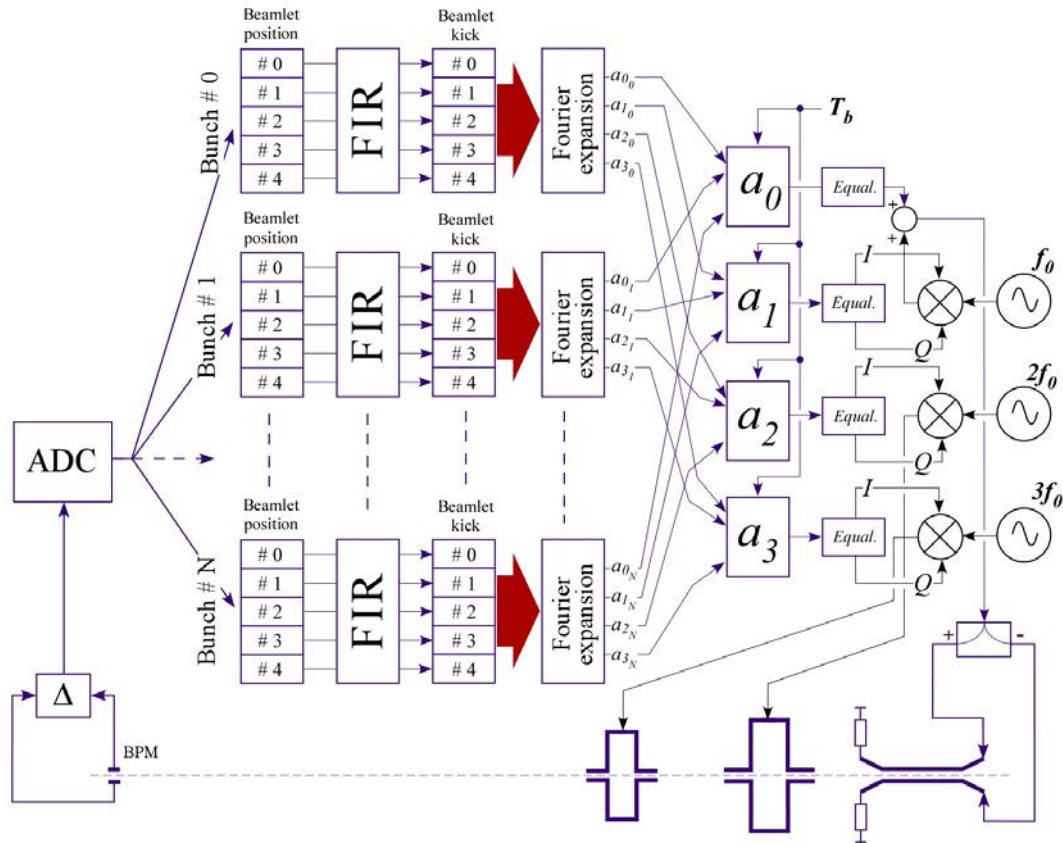 Beamlet position
Beamlet kick
Bunch # 0
# 0
# 1
# 2
# 3
# 4
FIR
# 0
# 1
# 2
# 3
# 4
Fourier expansion
a₀₀
a₁₀
a₂₀
a₃₀
Beamlet position
Beamlet kick
Bunch # 1
# 0
# 1
# 2
# 3
# 4
FIR
# 0
# 1
# 2
# 3
# 4
Fourier expansion
a₀₁
a₁₁
a₂₁
a₃₁
Beamlet position
Beamlet kick
Bunch # N
# 0
# 1
# 2
# 3
# 4
FIR
# 0
# 1
# 2
# 3
# 4
Fourier expansion
a₀N
a₁N
a₂N
a₃N
ADC
Δ
BPM
T_b
a₀
Equal.
+
+
a₁
Equal.
I
Q
f₀
a₂
Equal.
I
Q
2f₀
a₃
Equal.
I
Q
3f₀
+
-